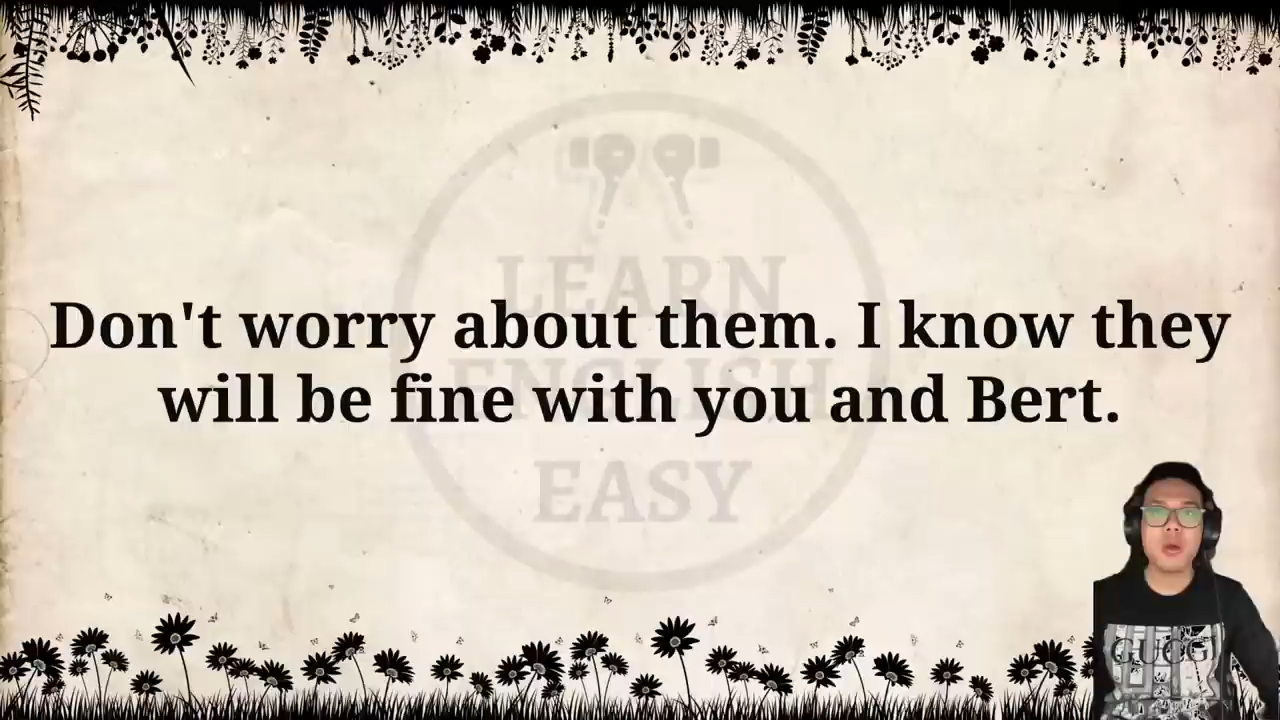 LEARN
ENGLISH
EASY
Don't worry about them. I know they
will be fine with you and Bert.
GUCCI